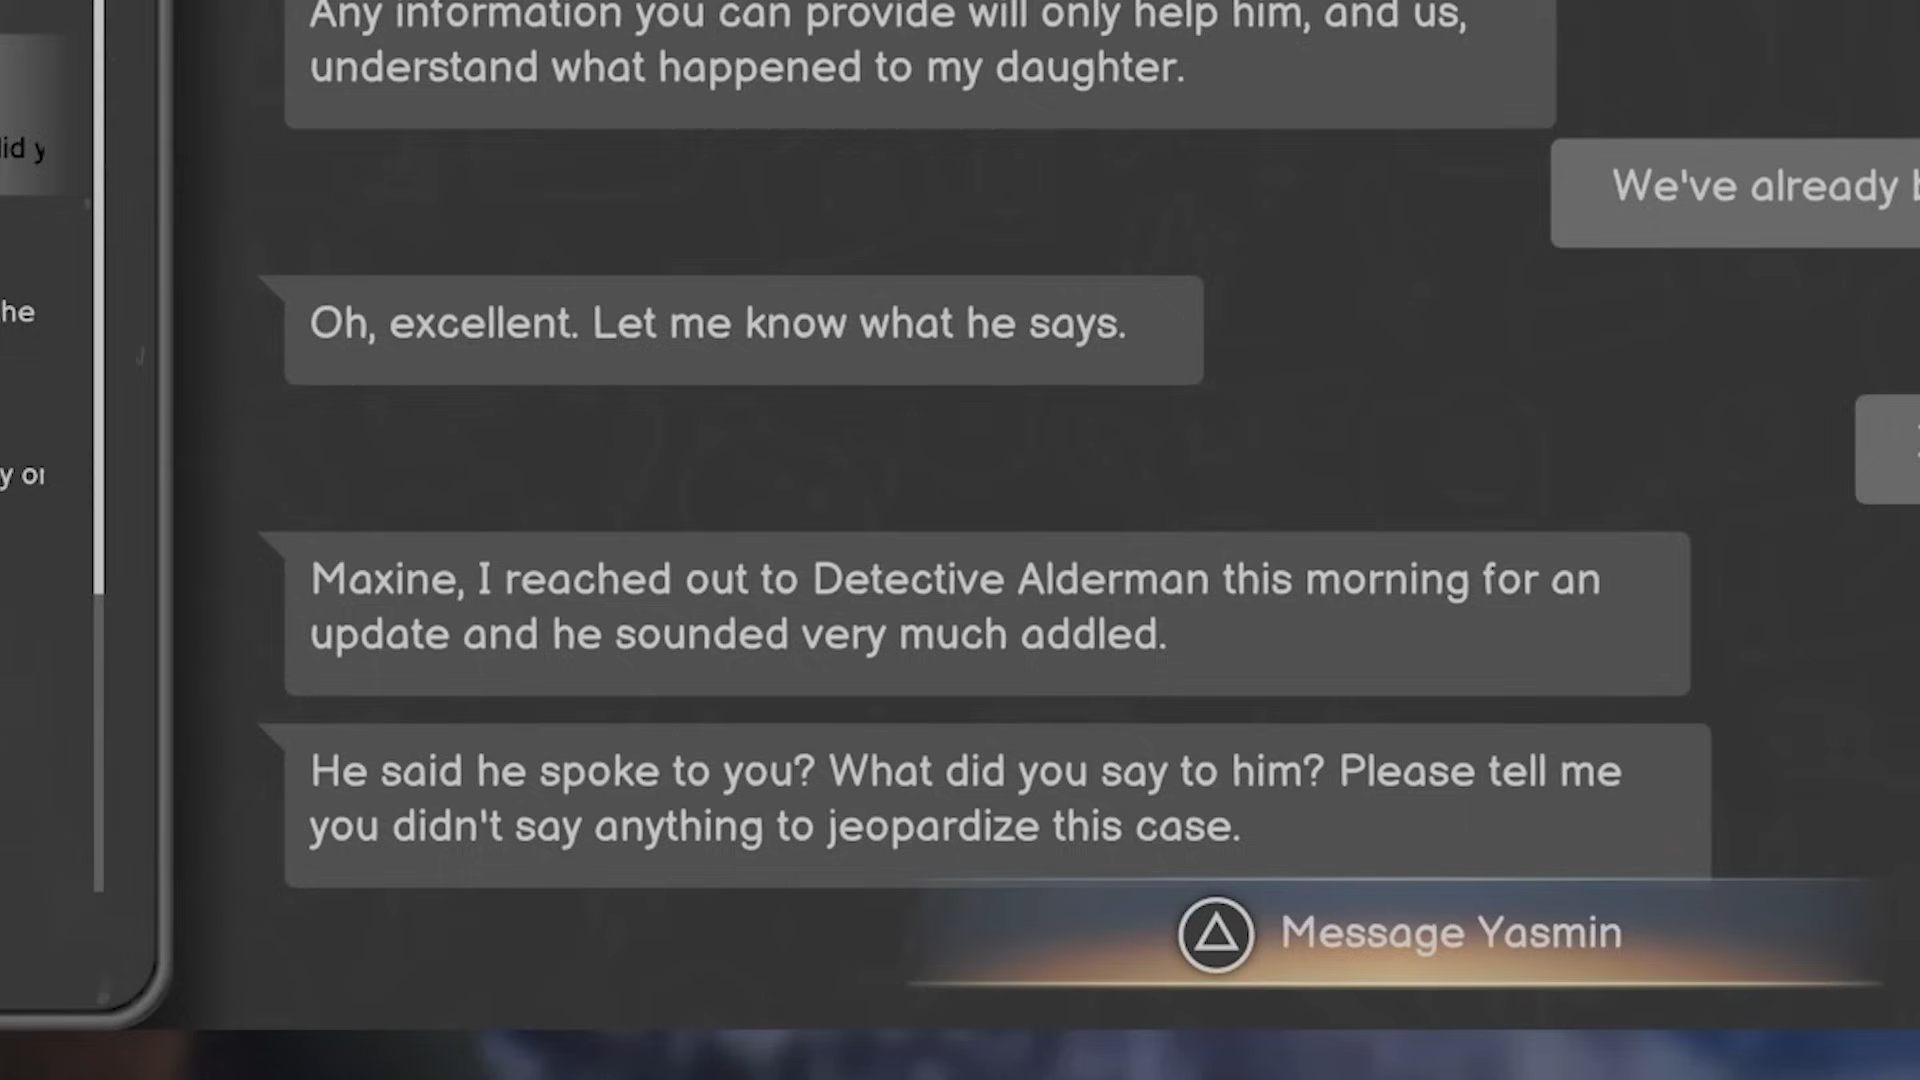 Any information you can provide will only help him, and us,
understand what happened to my daughter.
We've already
Oh, excellent. Let me know what he says.
he
Maxine, I reached out to Detective Alderman this morning for an
update and he sounded very much addled.
He said he spoke to you? What did you say to him? Please tell me
you didn't say anything to jeopardize this case.
Message Yasmin